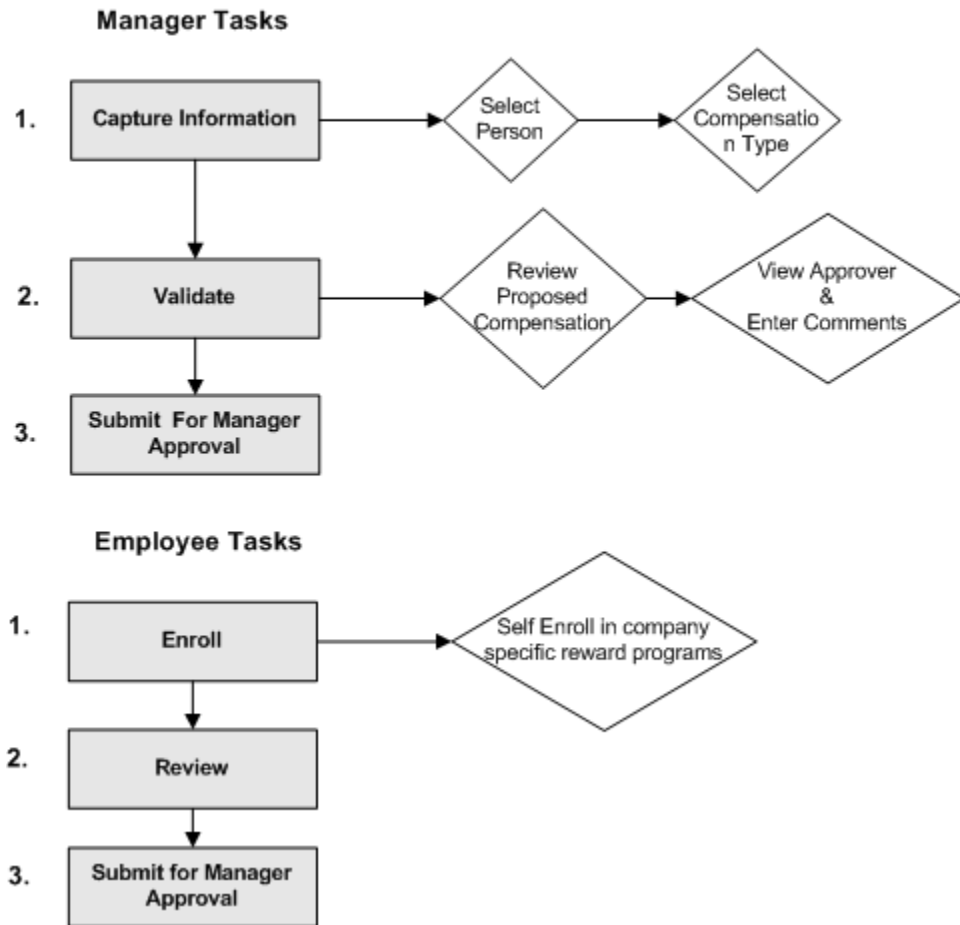 Manager Tasks
1.
Capture Information
Select
Person
Select
Compensatio
n Type
2.
Validate
Review
Proposed
Compensation
View Approver
&
Enter Comments
3.
Submit For Manager
Approval
Employee Tasks
1.
Enroll
Self Enroll in company
specific reward programs
2.
Review
3.
Submit for Manager
Approval